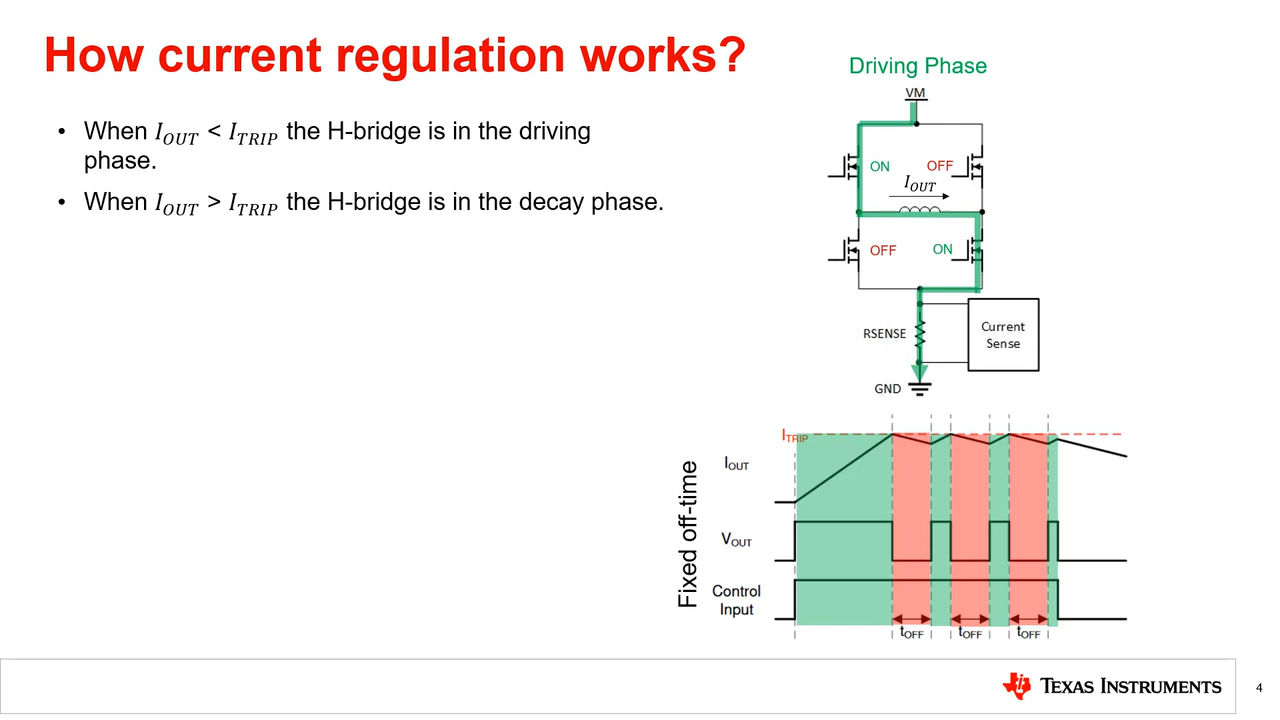 How current regulation works?
• When I_OUT < I_TRIP the H-bridge is in the driving
phase.
• When I_OUT > I_TRIP the H-bridge is in the decay phase.
Driving Phase
VM
ON
OFF
I_OUT
OFF
ON
RSENSE
Current
Sense
GND
Fixed off-time
I_TRIP
I_OUT
V_OUT
Control
Input
t_OFF
t_OFF
t_OFF
TEXAS INSTRUMENTS
4